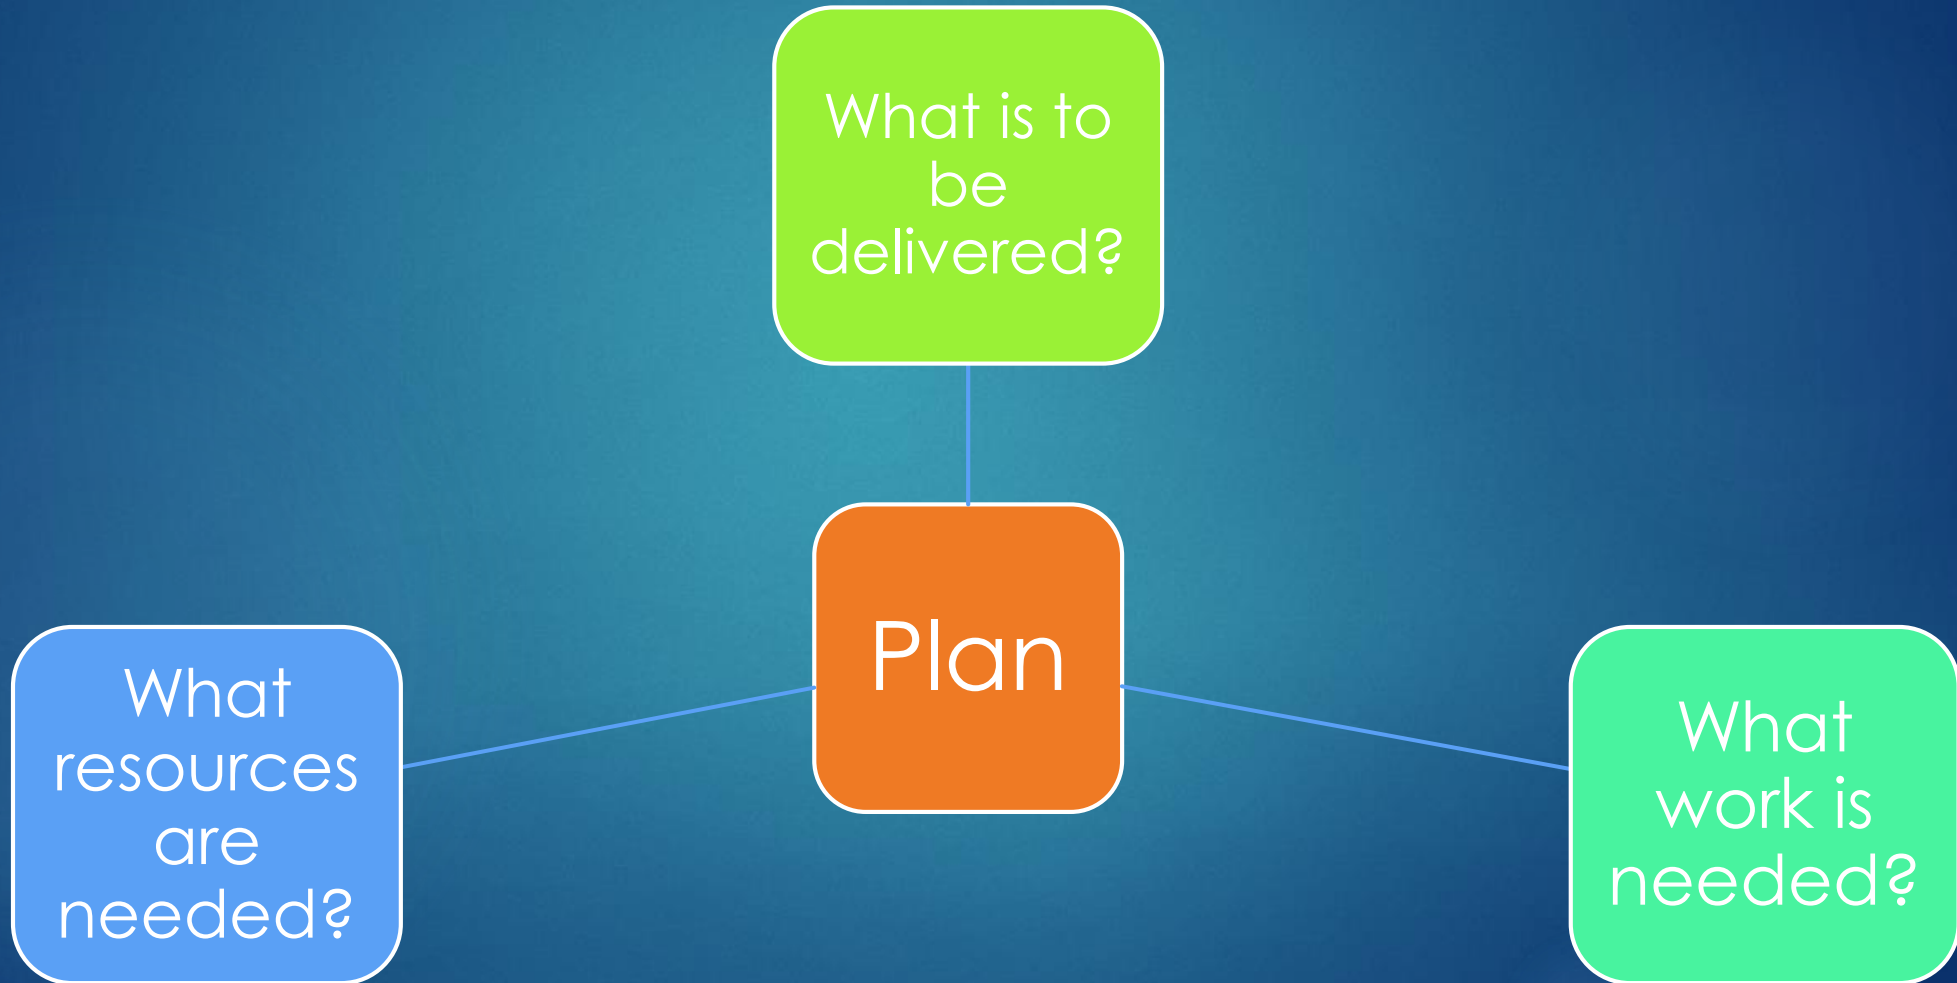 What is to
be
delivered?
Plan
What
resources
are
needed?
What
work is
needed?